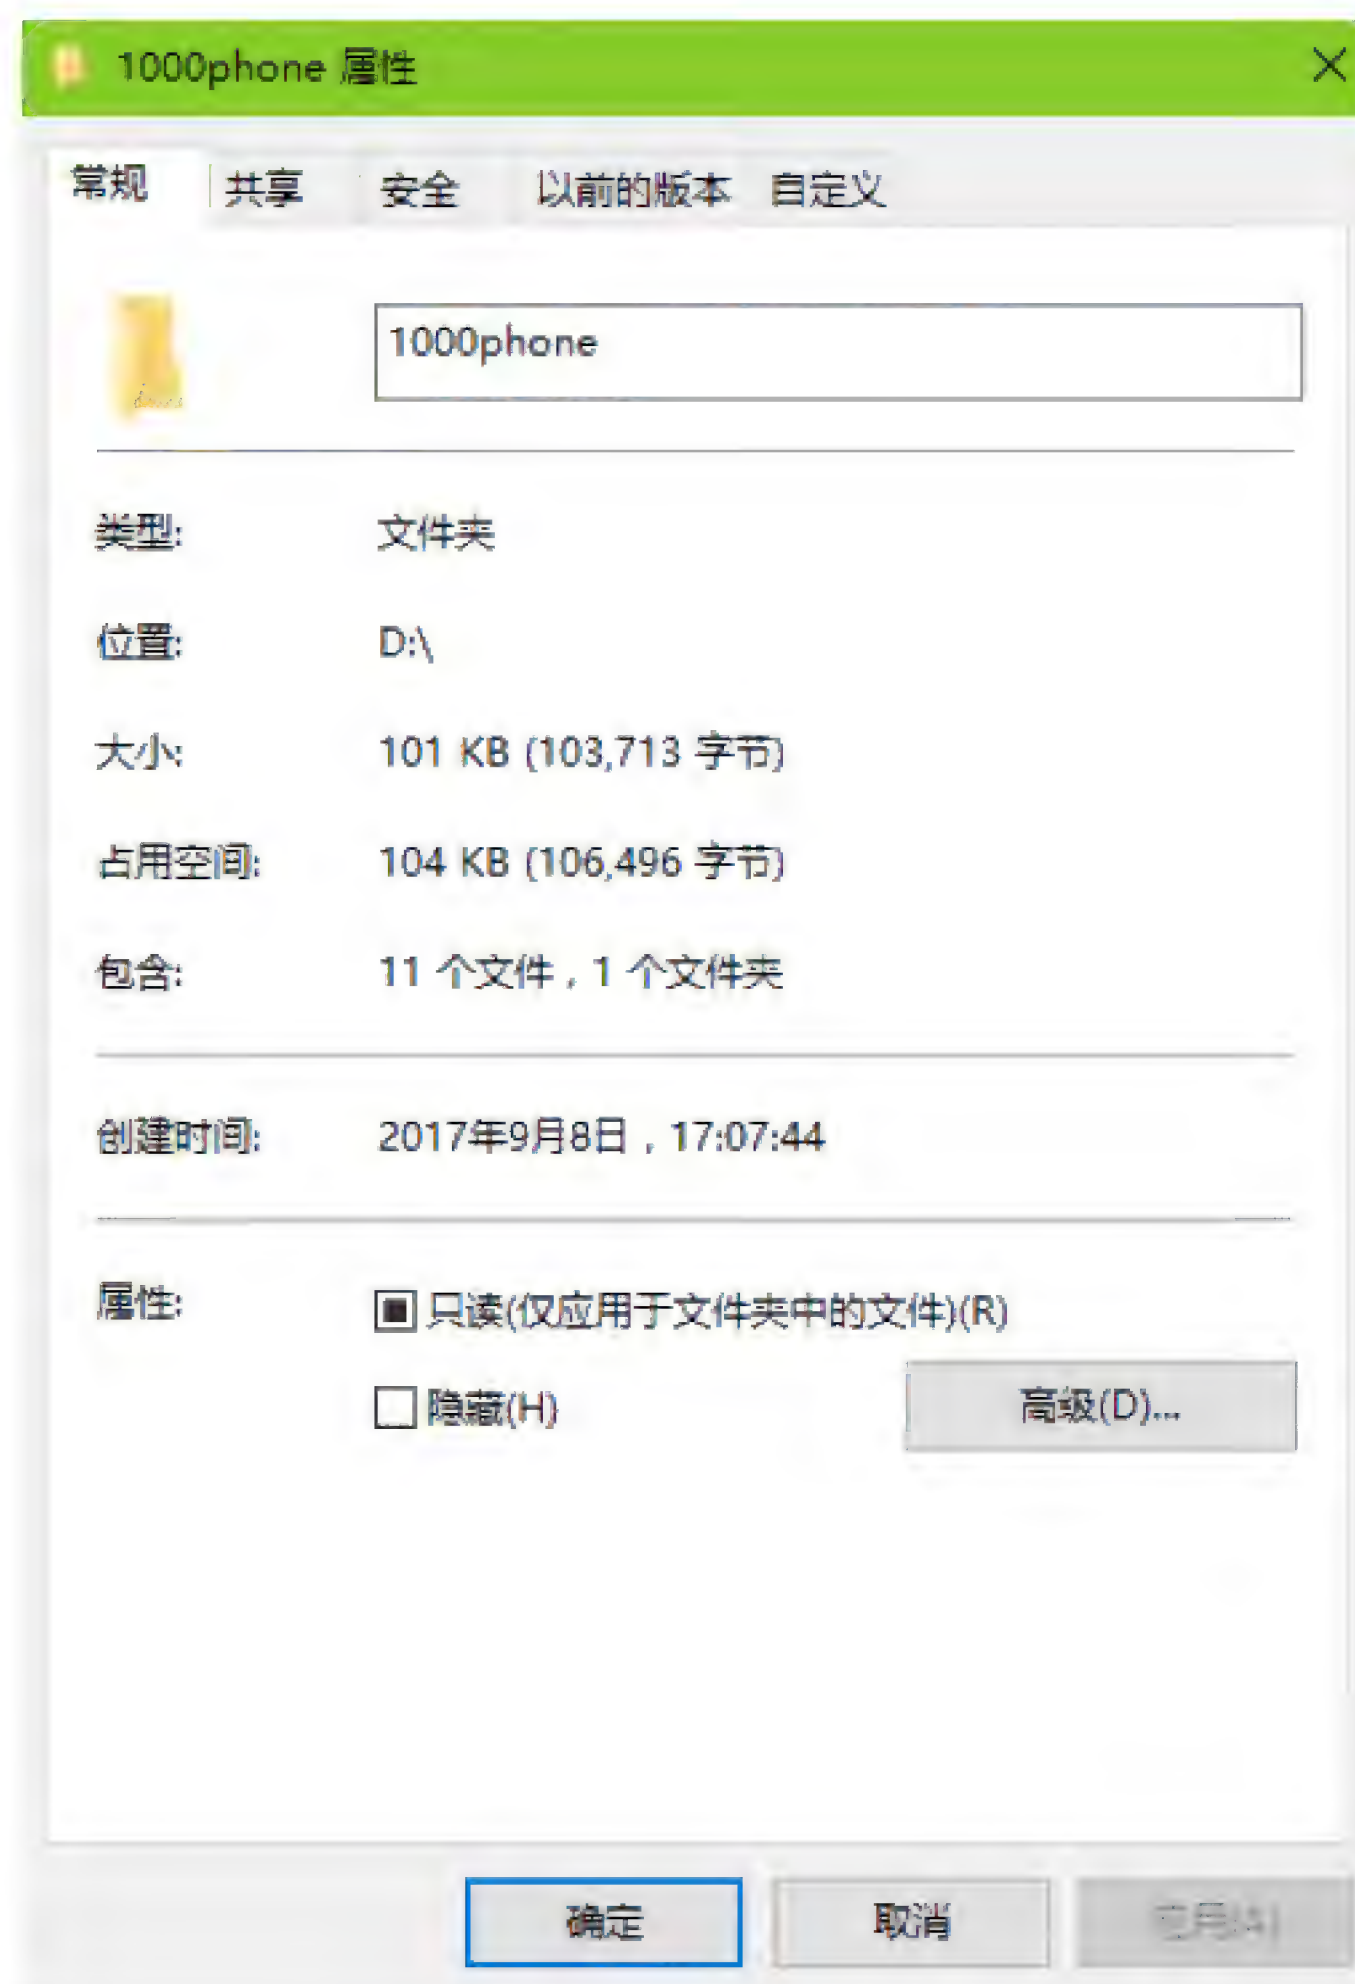 1000phone 属性
常规 共享 安全 以前的版本 自定义
1000phone
类型: 文件夹
位置: D:\
大小: 101 KB (103,713 字节)
占用空间: 104 KB (106,496 字节)
包含: 11 个文件，1 个文件夹
创建时间: 2017年9月8日，17:07:44
属性: 只读(仅应用于文件夹中的文件)(R)
隐藏(H) 高级(D)...
确定 取消 应用(A)